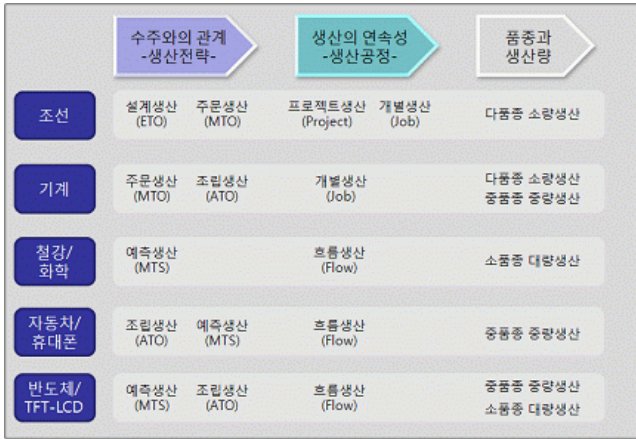 수주와의 관계
-생산전략-
생산의 연속성
-생산공정-
품종과
생산량
조선
설계생산 주문생산 프로젝트생산 개별생산
(ETO) (MTO) (Project) (Job)
다품종 소량생산
기계
주문생산 조립생산 개별생산
(MTO) (ATO) (Job)
다품종 소량생산
중품종 중량생산
철강/
화학
예측생산 흐름생산
(MTS) (Flow)
소품종 대량생산
자동차/
휴대폰
조립생산 예측생산 흐름생산
(ATO) (MTS) (Flow)
중품종 중량생산
반도체/
TFT-LCD
예측생산 조립생산 흐름생산
(MTS) (ATO) (Flow)
중품종 중량생산
소품종 대량생산